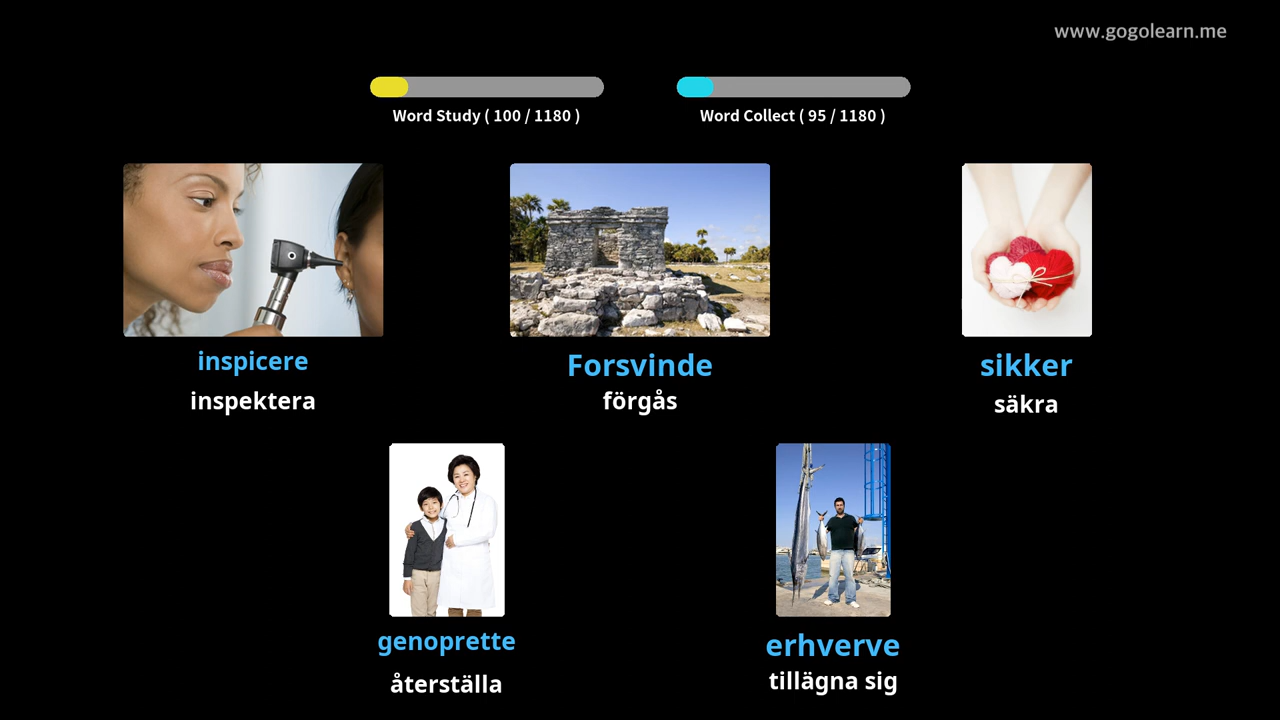 www.gogolearn.me
Word Study ( 100 / 1180 )
Word Collect ( 95 / 1180 )
inspicere
inspektera
Forsvinde
förgås
sikker
säkra
genoprette
återställa
erhverve
tillägna sig